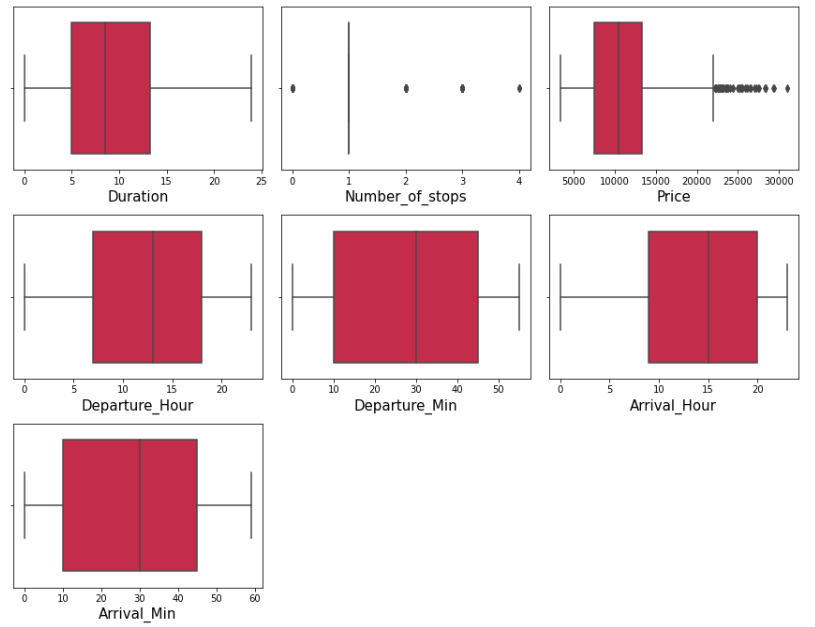 0 5 10 15 20 25
Duration
0 1 2 3 4
Number_of_stops
5000 10000 15000 20000 25000 30000
Price
0 5 10 15 20
Departure_Hour
0 10 20 30 40 50
Departure_Min
0 5 10 15 20
Arrival_Hour
0 10 20 30 40 50 60
Arrival_Min